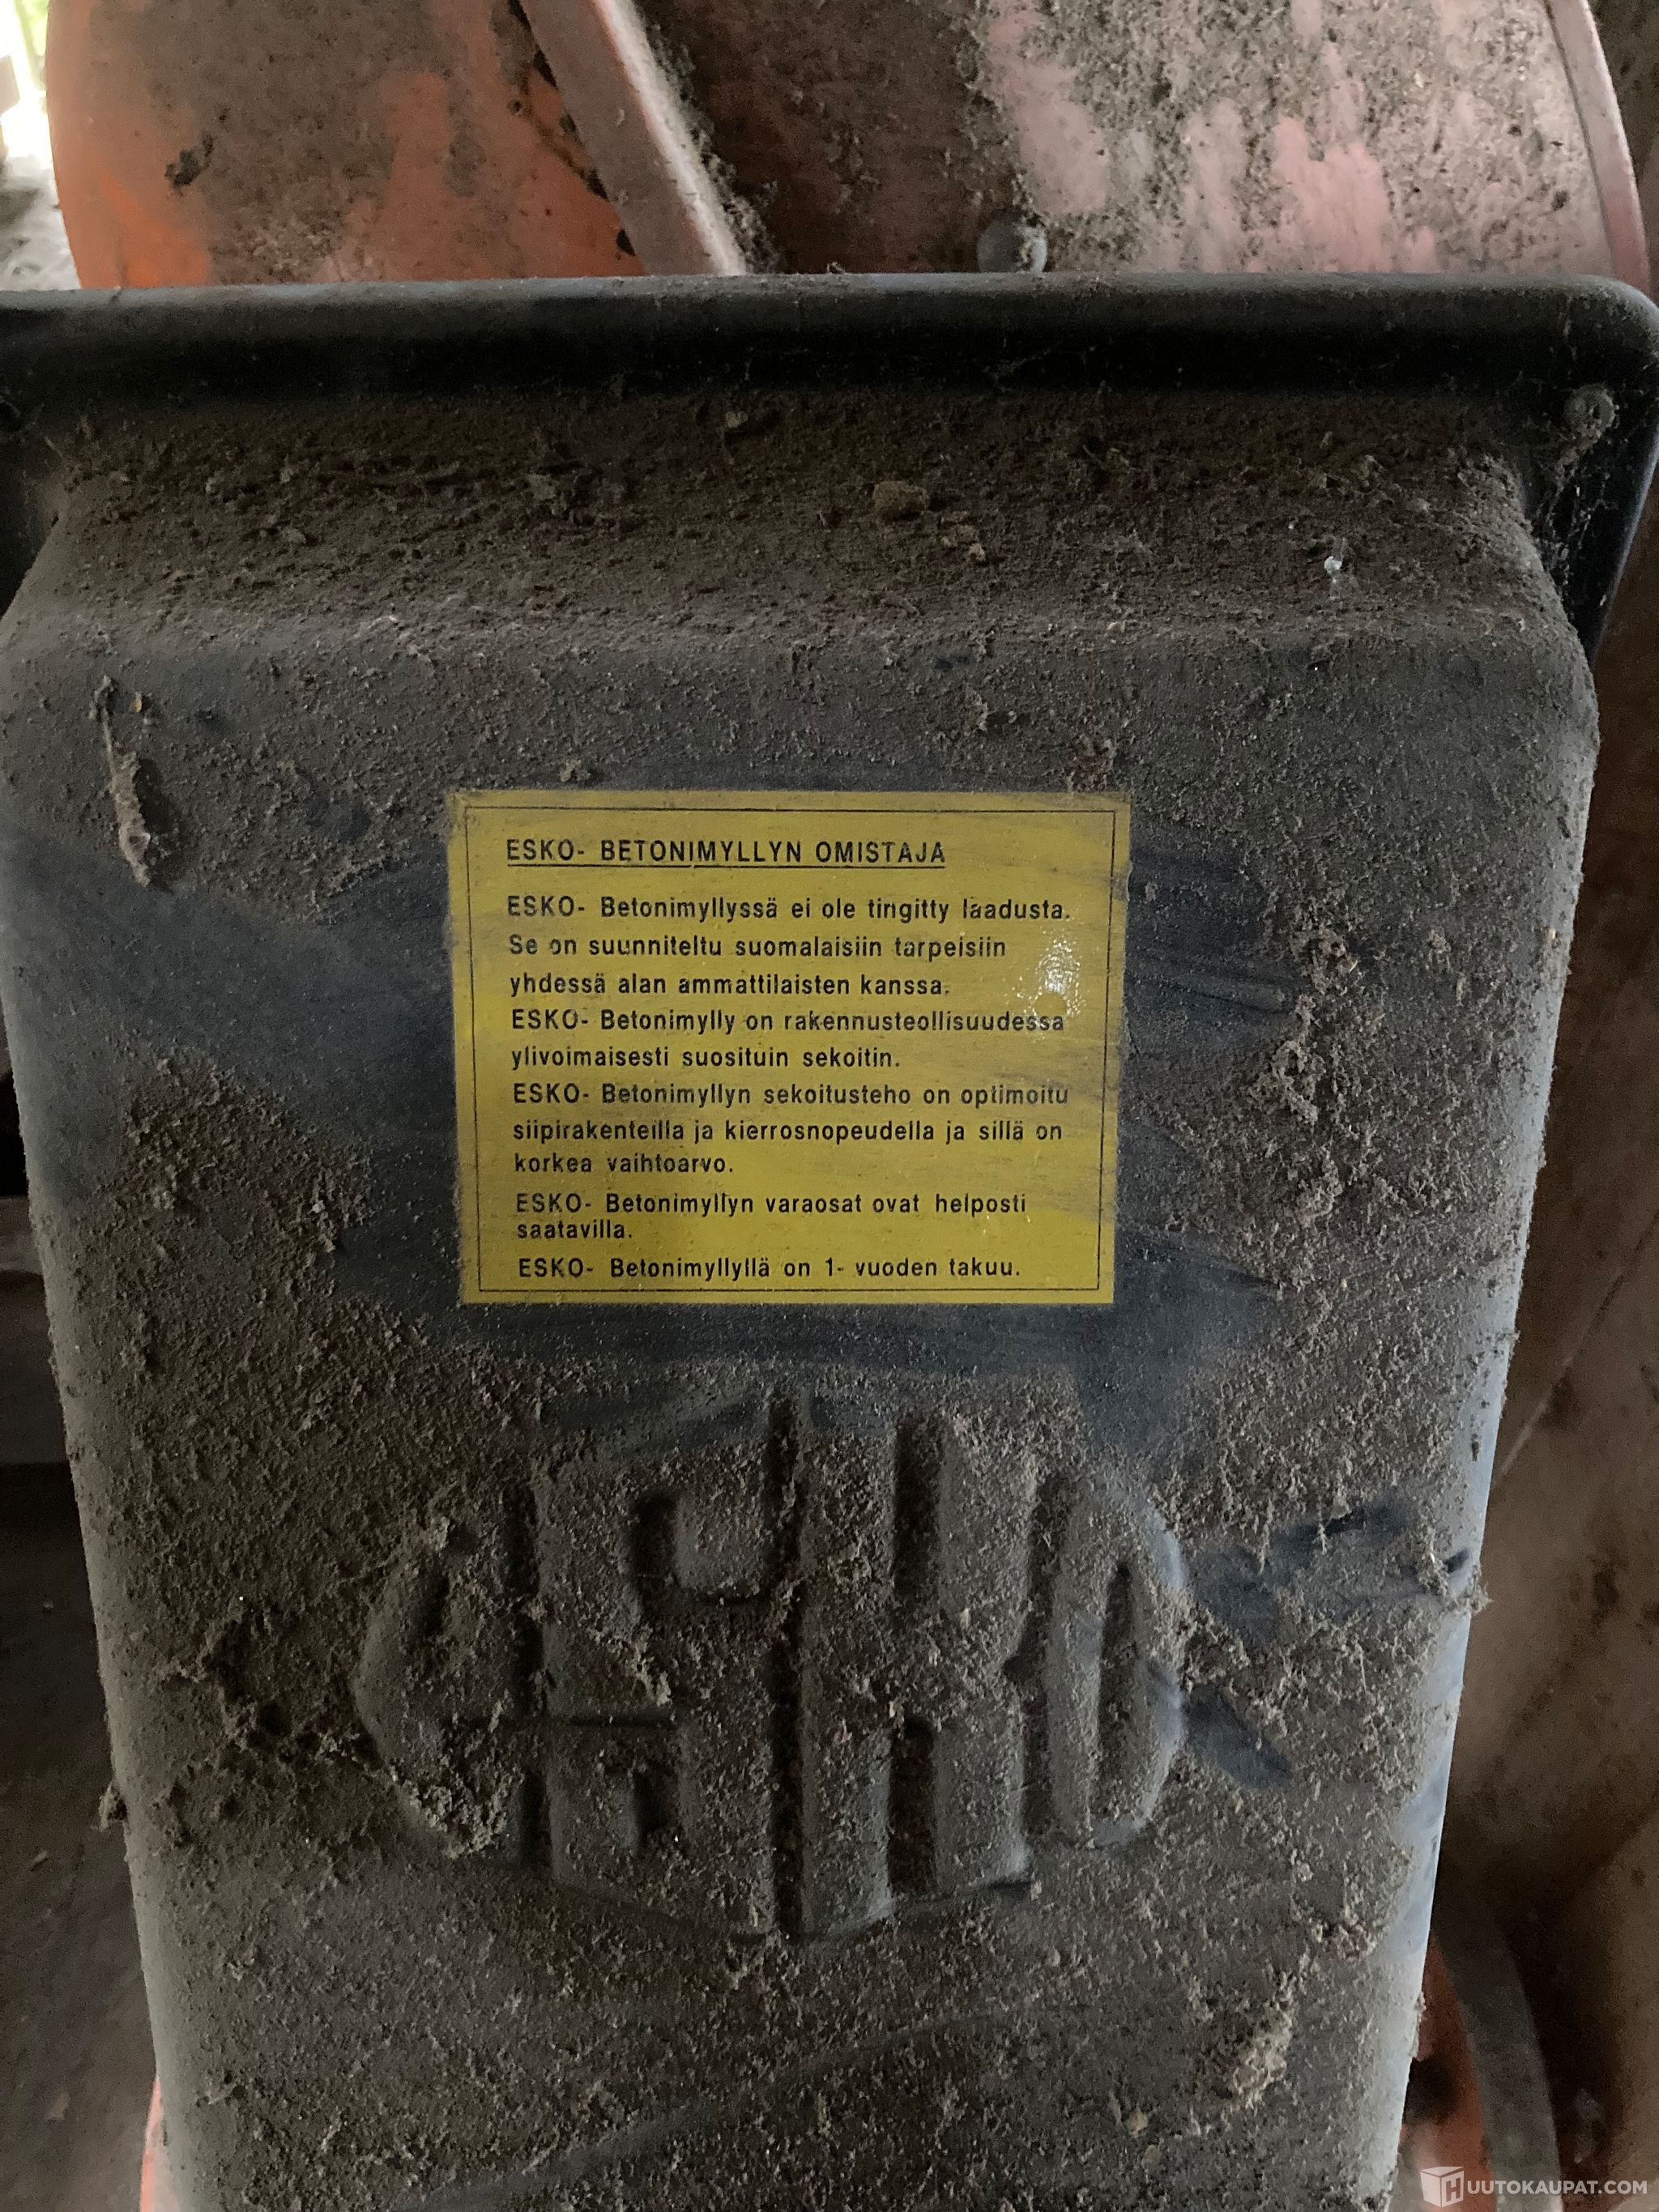 ESKO- BETONIMYLLYN OMISTAJA
ESKO- Betonimyllyssä ei ole tingitty laadusta.
Se on suunniteltu suomalaisiin tarpeisiin
yhdessä alan ammattilaisten kanssa.
ESKO- Betonimylly on rakennusteollisuudessa
ylivoimaisesti suosituin sekoitin.
ESKO- Betonimyllyn sekoitusteho on optimoitu
siipirakenteilla ja kierrosnopeudella ja sillä on
korkea vaihtoarvo.
ESKO- Betonimyllyn varaosat ovat helposti
saatavilla.
ESKO- Betonimyllyllä on 1- vuoden takuu.
ESKO
HUUTOKAUPAT.COM